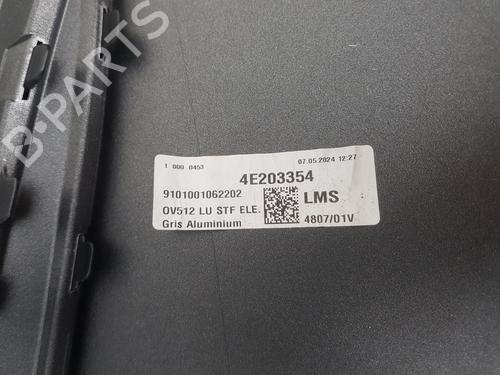 1 000 0453 07.05.2024 12:27
4E203354
9101001062202
LMS
OV512 LU STF ELE.
Gris Aluminium 4807/01V
B-PARTS